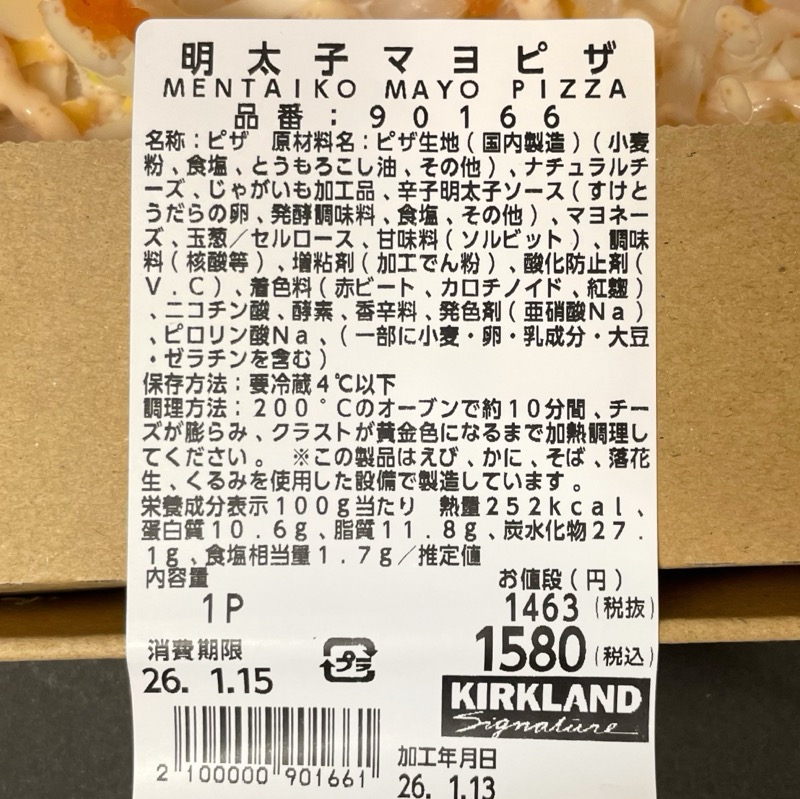 明太子マヨピザ
MENTAIKO MAYO PIZZA
品番:90166
名称:ピザ 原材料名:ピザ生地(国内製造)(小麦
粉、食塩、とうもろこし油、その他)、ナチュラルチ
ーズ、じゃがいも加工品、辛子明太子ソース(すけと
うだらの卵、発酵調味料、食塩、その他)、マヨネー
ズ、玉葱/セルロース、甘味料(ソルビット)、調味
料(核酸等)、増粘剤(加工でん粉)、酸化防止剤(
V.C)、着色料(赤ビート、カロチノイド、紅麹)
、ニコチン酸、酵素、香辛料、発色剤(亜硝酸Na)
、ピロリン酸Na、(一部に小麦・卵・乳成分・大豆
・ゼラチンを含む)
保存方法:要冷蔵4℃以下
調理方法:200°Cのオーブンで約10分間、チー
ズが膨らみ、クラストが黄金色になるまで加熱調理し
てください。 ※この製品はえび、かに、そば、落花
生、くるみを使用した設備で製造しています。
栄養成分表示100g当たり 熱量252kcal、
蛋白質10.6g、脂質11.8g、炭水化物27.
1g、食塩相当量1.7g/推定値
内容量 お値段(円)
1P 1463(税抜)
1580(税込)
消費期限
プラ
26. 1.15
KIRKLAND
Signature
2 100000 901661
加工年月日
26. 1.13